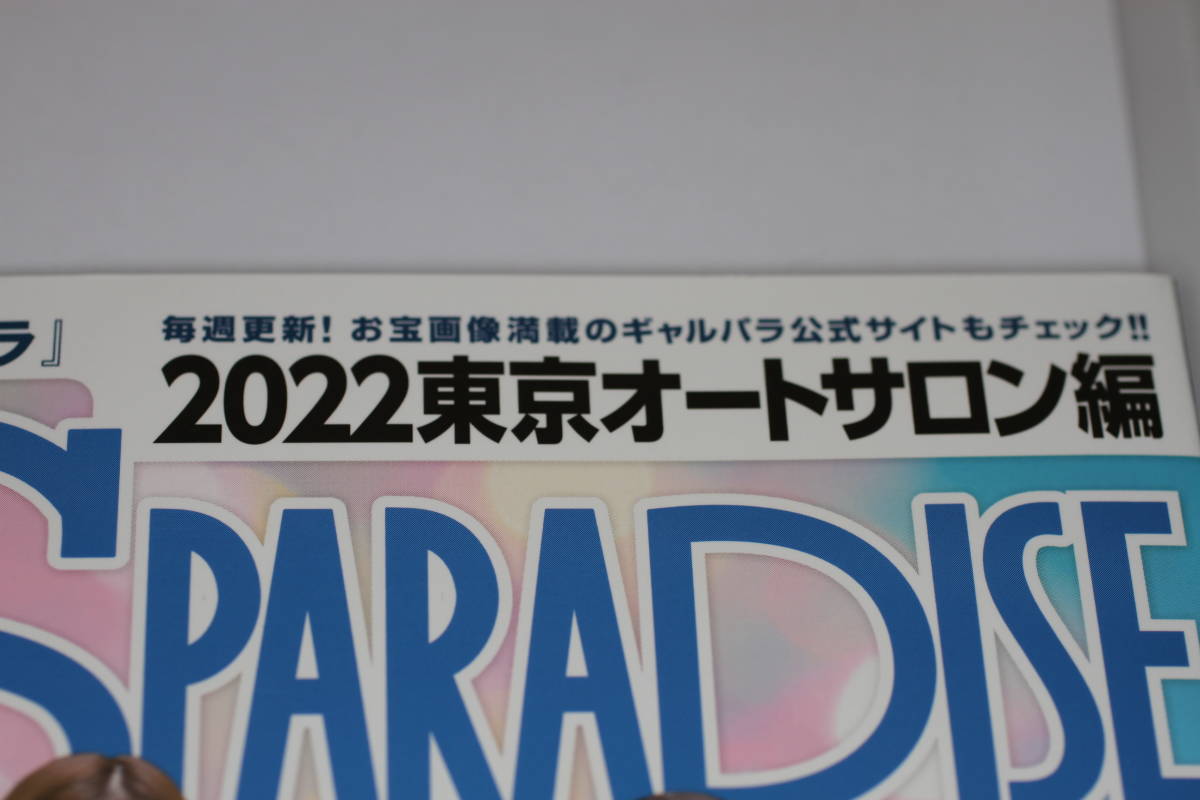 毎週更新！お宝画像満載のギャルパラ公式サイトもチェック!!
ラ』
2022東京オートサロン編
S PARADISE